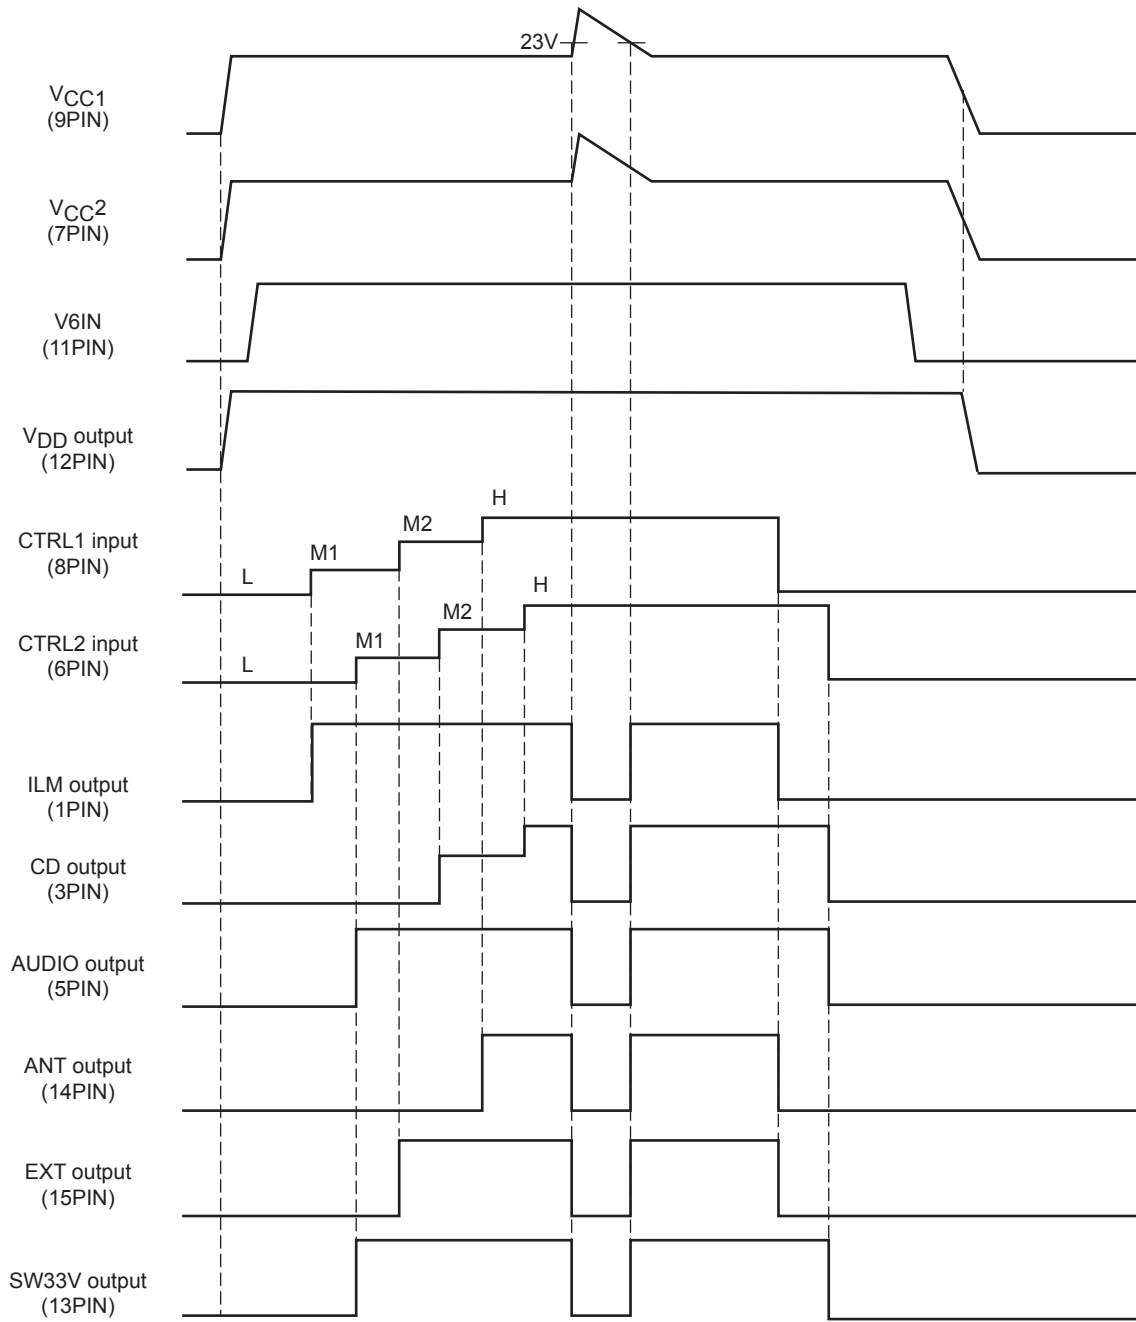 23V
VCC1
(9PIN)
VCC2
(7PIN)
V6IN
(11PIN)
VDD output
(12PIN)
H
M2
CTRL1 input
(8PIN)
M1
L
H
M2
CTRL2 input
(6PIN)
M1
L
ILM output
(1PIN)
CD output
(3PIN)
AUDIO output
(5PIN)
ANT output
(14PIN)
EXT output
(15PIN)
SW33V output
(13PIN)